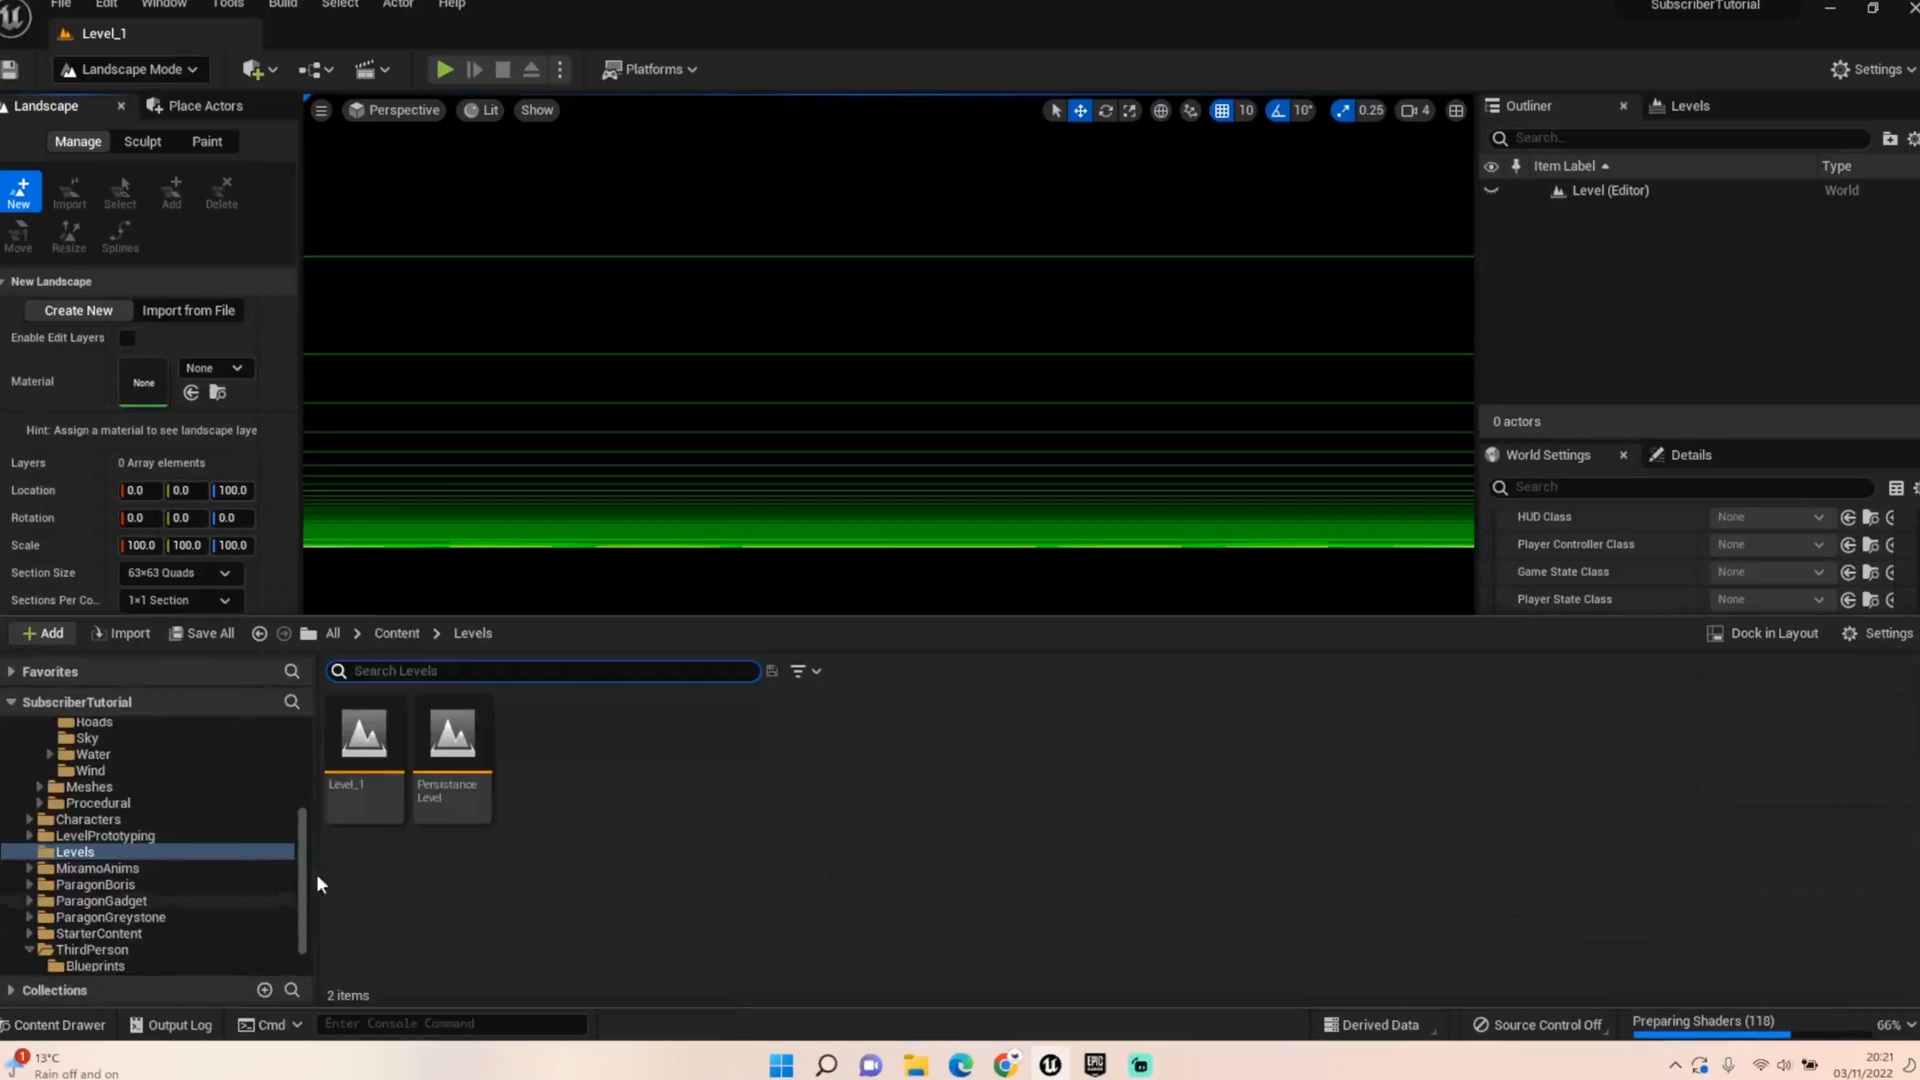 File Edit Window Tools Build Select Actor Help SubscriberTutorial
Level_1
Landscape Mode Platforms Settings
Landscape Place Actors Perspective Lit Show 10 10° 0.25 4 Outliner Levels
Manage Sculpt Paint Search...
Item Label Type
New Import Select Add Delete Level (Editor) World
Move Resize Splines
New Landscape
Create New Import from File
Enable Edit Layers
Material None None
Hint: Assign a material to see landscape laye 0 actors
Layers 0 Array elements World Settings Details
Location 0.0 0.0 100.0 Search
Rotation 0.0 0.0 0.0 HUD Class None
Scale 100.0 100.0 100.0 Player Controller Class None
Section Size 63×63 Quads Game State Class None
Sections Per Co... 1×1 Section Player State Class None
Add Import Save All All Content Levels Dock in Layout Settings
Favorites Search Levels
SubscriberTutorial
Roads
Sky
Water
Wind
Meshes
Procedural
Characters
LevelPrototyping
Levels
MixamoAnims
ParagonBoris
ParagonGadget
ParagonGreystone
StarterContent
ThirdPerson
Blueprints
Level_1
Persistance
Level
Collections 2 items
Content Drawer Output Log Cmd Enter Console Command Derived Data Source Control Off Preparing Shaders (118) 66%
1 13°C
Rain off and on
EPIC
GAMES
20:21
03/11/2022